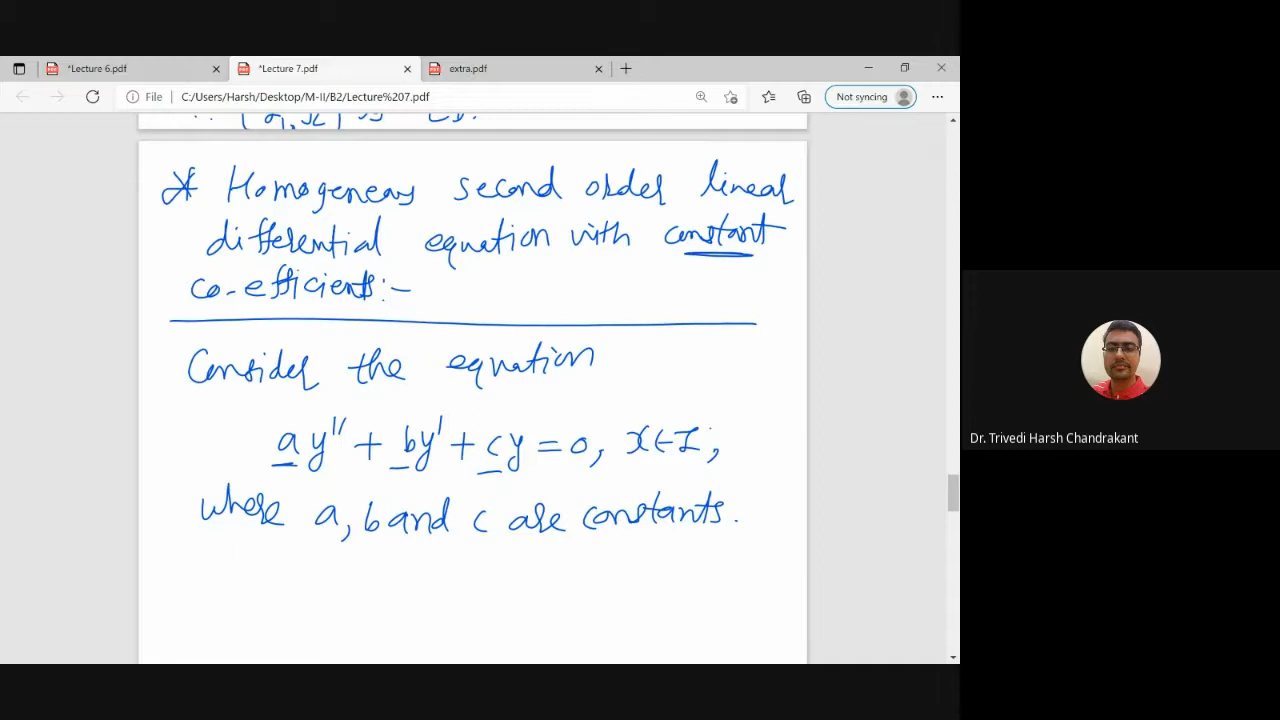 *Lecture 6.pdf
*Lecture 7.pdf
extra.pdf
File
C:/Users/Harsh/Desktop/M-II/B2/Lecture%207.pdf
Not syncing
* Homogeneous second order linear
differential equation with constant
co-efficients:-
Consider the equation
ay'' + by' + cy = 0, x∈I,
where a, b and c are constants.
Dr. Trivedi Harsh Chandrakant